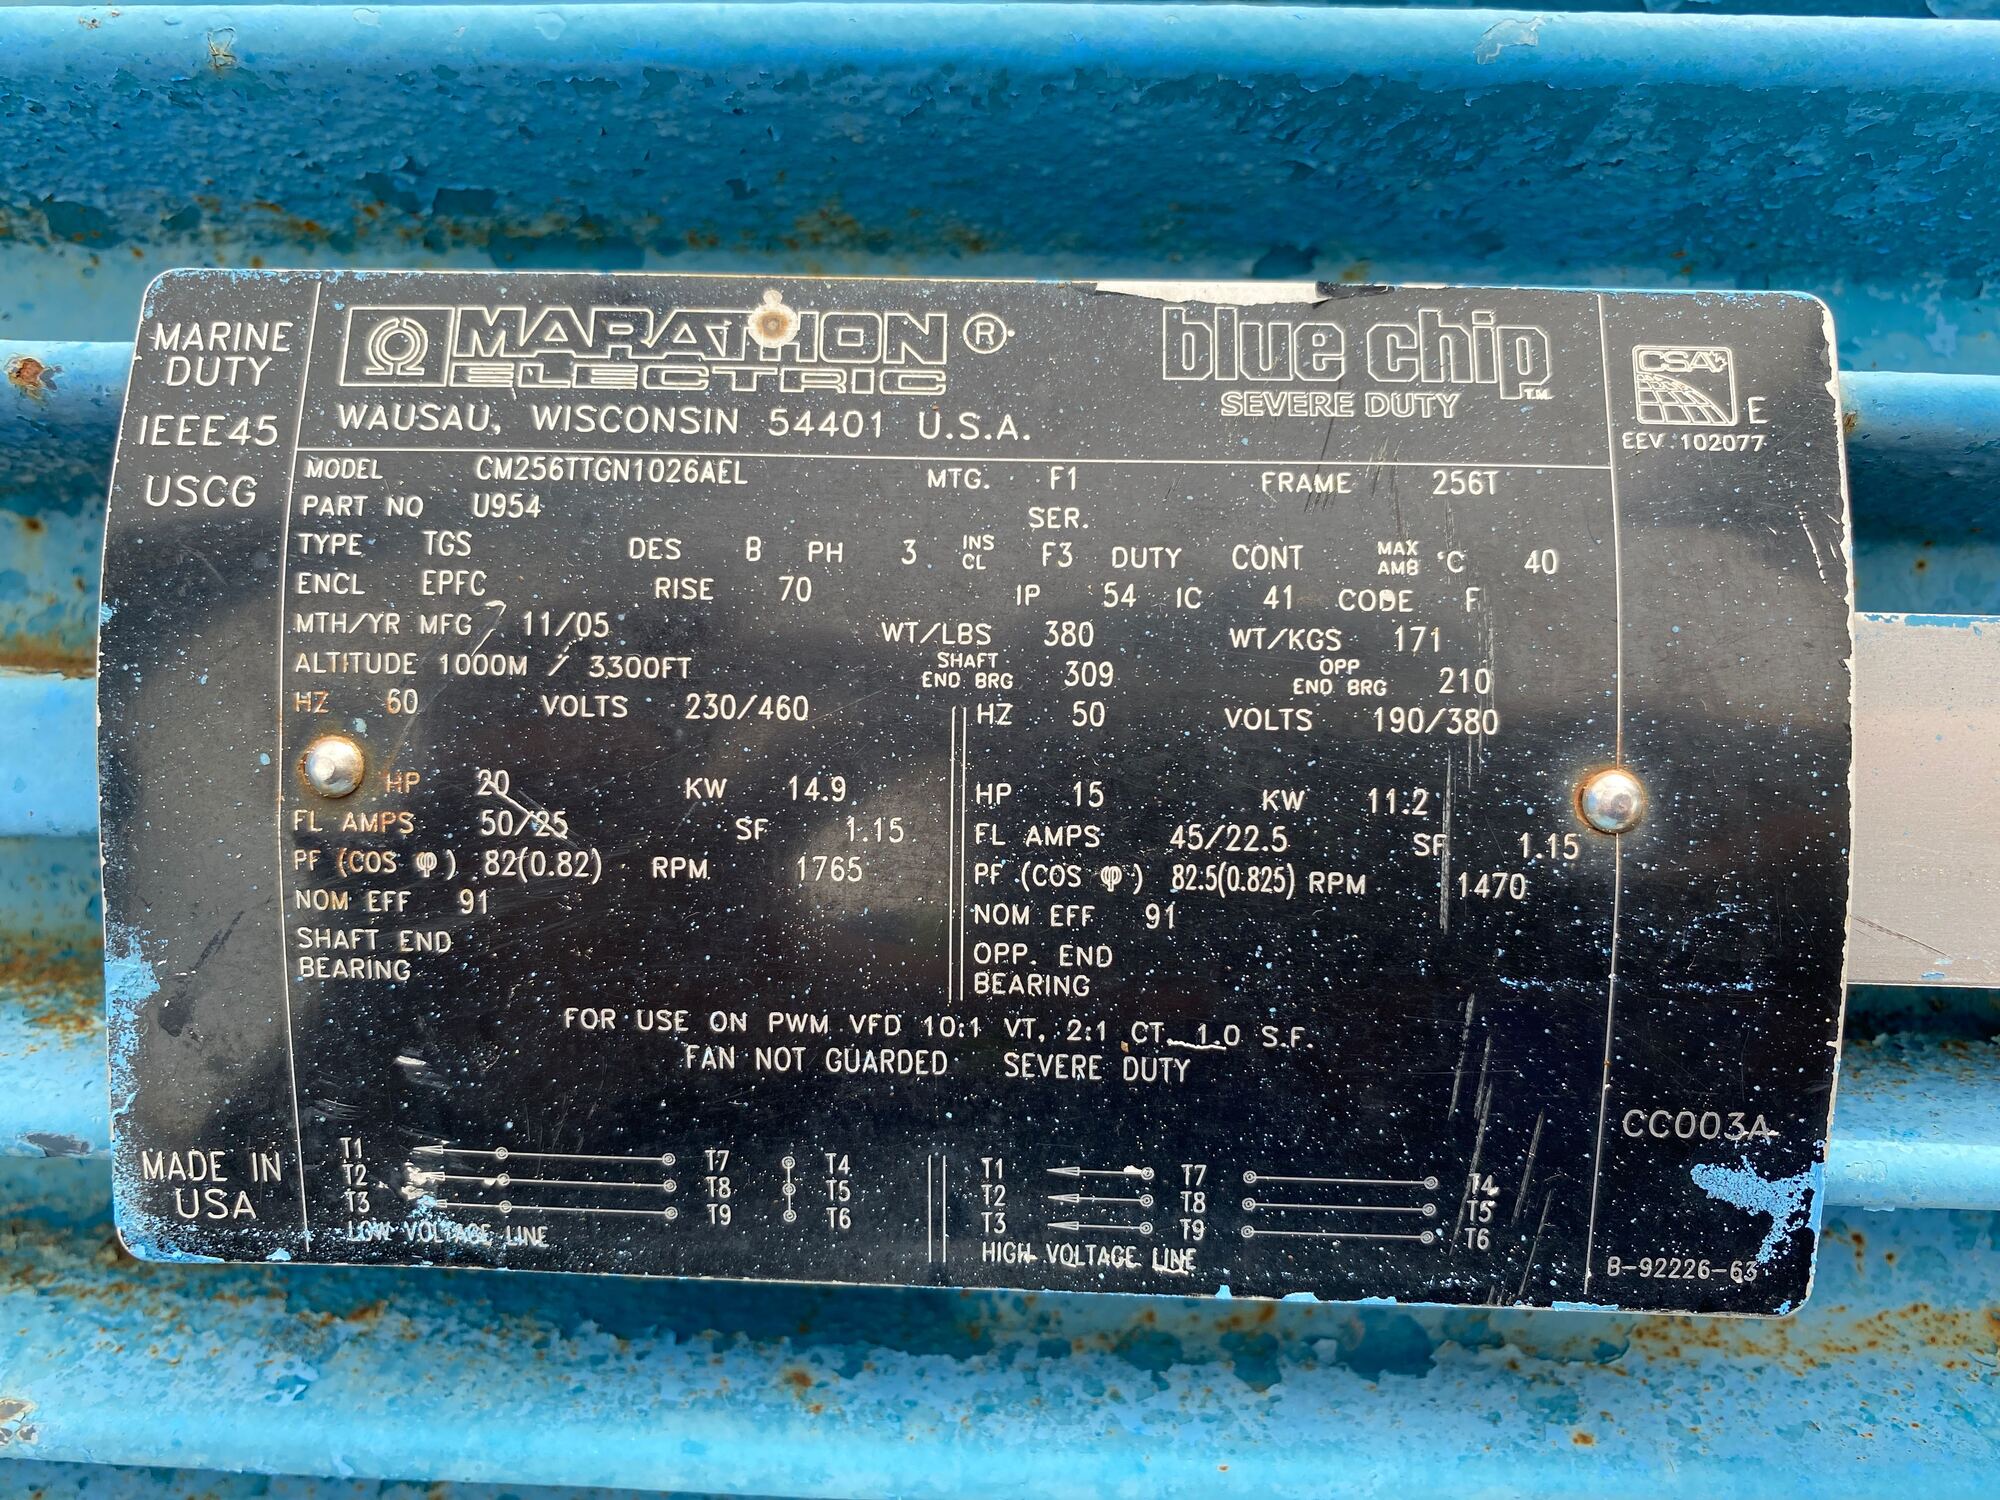 MARINE
DUTY
IEEE45
USCG
MARATHON ®
ELECTRIC
WAUSAU, WISCONSIN 54401 U.S.A.
blue chip
TM
SEVERE DUTY
CSA
E
EEV 102077
MODEL CM256TTGN1026AEL MTG. F1 FRAME 256T
PART NO U954 SER.
TYPE TGS DES B PH 3 INS CL F3 DUTY CONT MAX AMB °C 40
ENCL EPFC RISE 70 IP 54 IC 41 CODE F
MTH/YR MFG 11/05 WT/LBS 380 WT/KGS 171
ALTITUDE 1000M / 3300FT SHAFT END BRG 309 OPP END BRG 210
HZ 60 VOLTS 230/460
HP 20 KW 14.9
FL AMPS 50/25 SF 1.15
PF (COS φ) 82(0.82) RPM 1765
NOM EFF 91
SHAFT END
BEARING
HZ 50 VOLTS 190/380
HP 15 KW 11.2
FL AMPS 45/22.5 SF 1.15
PF (COS φ) 82.5(0.825) RPM 1470
NOM EFF 91
OPP. END
BEARING
FOR USE ON PWM VFD 10:1 VT, 2:1 CT, 1.0 S.F.
FAN NOT GUARDED SEVERE DUTY
MADE IN
USA
T1 T7 T4
T2 T8 T5
T3 T9 T6
LOW VOLTAGE LINE
T1 T7 T4
T2 T8 T5
T3 T9 T6
HIGH VOLTAGE LINE
CC003A
B-92226-63